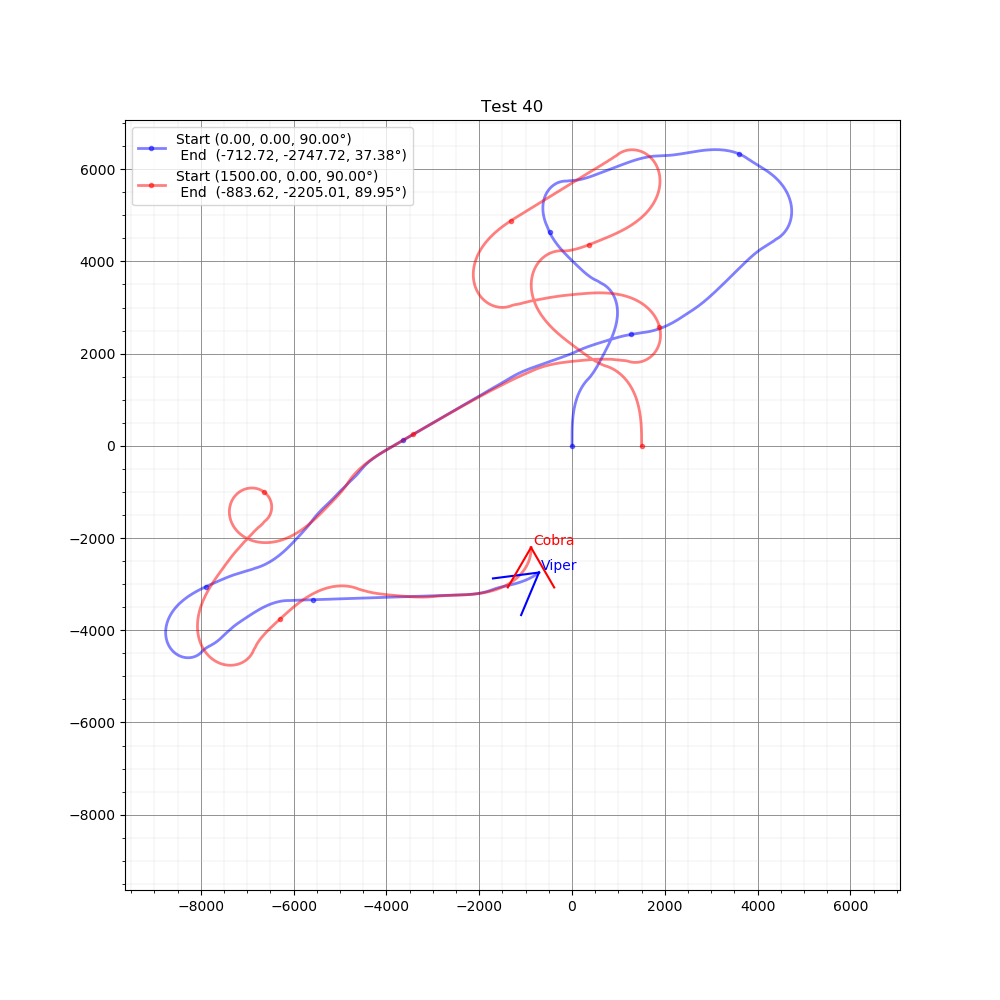 Test 40
Start (0.00, 0.00, 90.00°)
End  (-712.72, -2747.72, 37.38°)
Start (1500.00, 0.00, 90.00°)
End  (-883.62, -2205.01, 89.95°)
6000
4000
2000
0
−2000
−4000
−6000
−8000
Cobra
Viper
−8000 −6000 −4000 −2000 0 2000 4000 6000